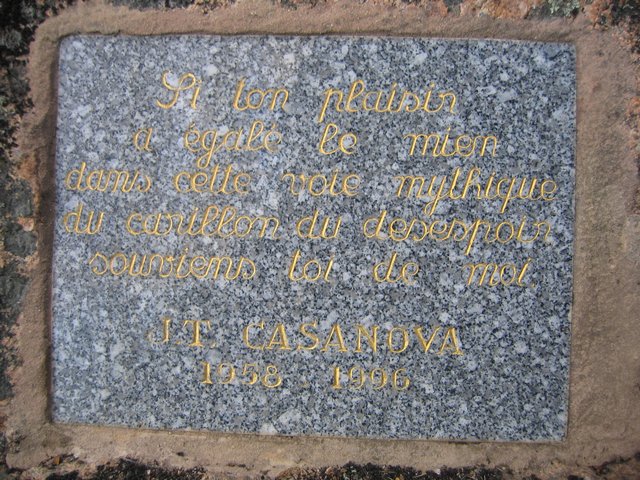 Si ton plaisir
a égalé le mien
dans cette voie mythique
du carillon du desespoir
souviens toi de moi.
J.T. CASANOVA
1958 - 1996